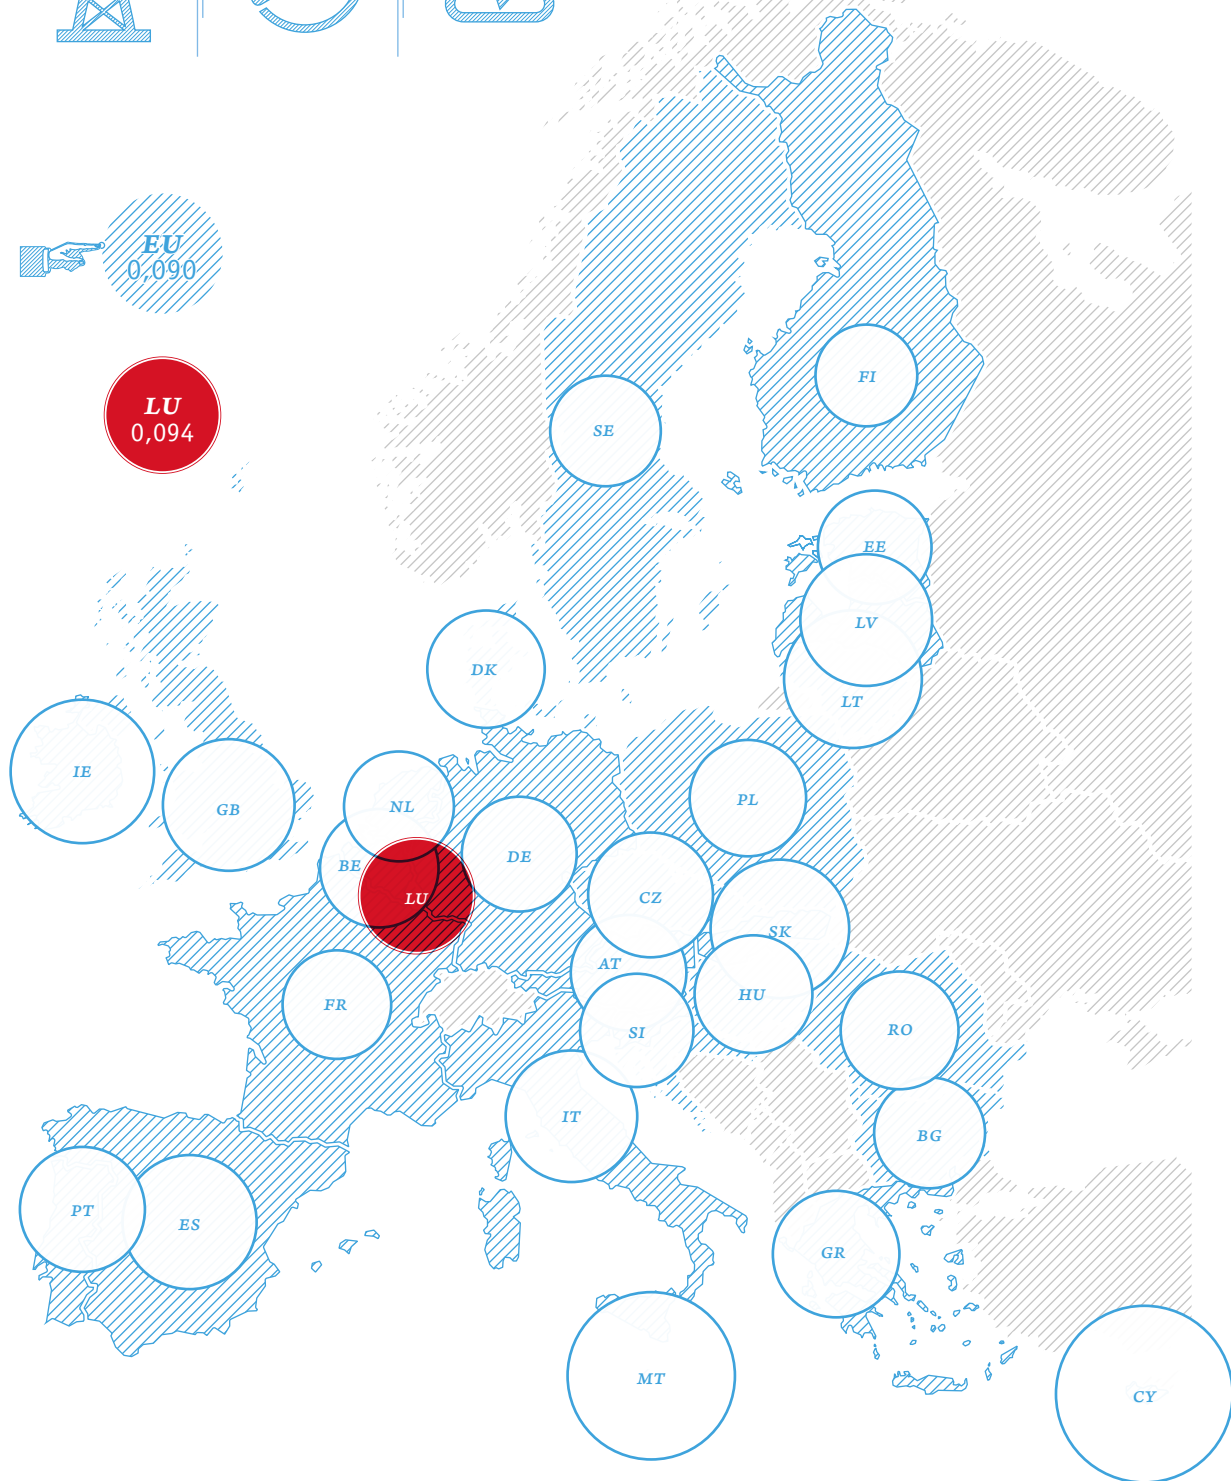 EU
0,090
LU
0,094
FI
SE
EE
LV
LT
DK
IE
GB
NL
BE
LU
DE
PL
CZ
SK
AT
HU
SI
FR
RO
IT
BG
PT
ES
GR
MT
CY